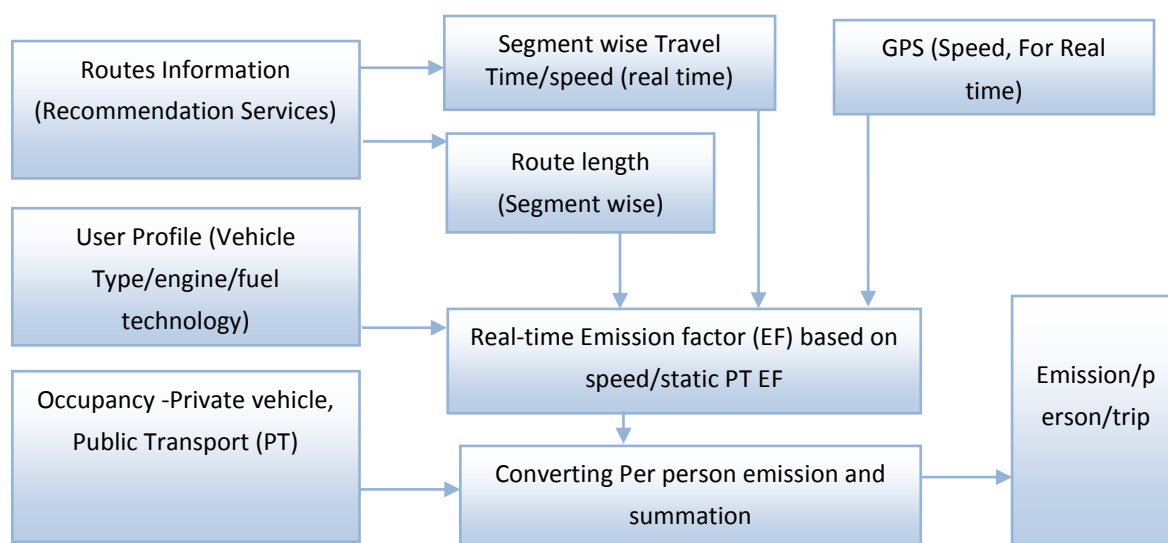 Routes Information
(Recommendation Services)
Segment wise Travel
Time/speed (real time)
GPS (Speed, For Real
time)
Route length
(Segment wise)
User Profile (Vehicle
Type/engine/fuel
technology)
Real-time Emission factor (EF) based on
speed/static PT EF
Occupancy -Private vehicle,
Public Transport (PT)
Converting Per person emission and
summation
Emission/p
erson/trip